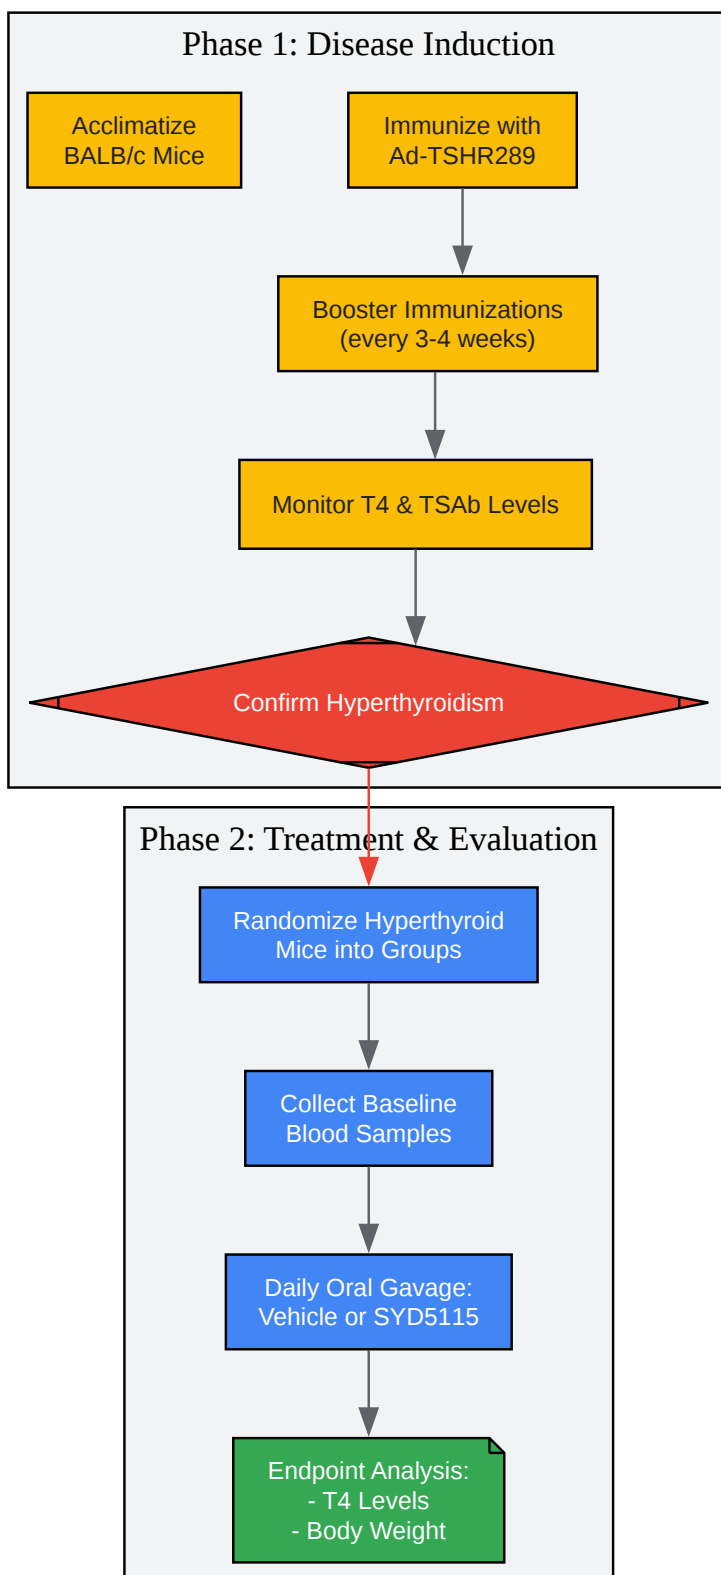 Phase 1: Disease Induction
Acclimatize
BALB/c Mice
Immunize with
Ad-TSHR289
Booster Immunizations
(every 3-4 weeks)
Monitor T4 & TSAb Levels
Confirm Hyperthyroidism
Phase 2: Treatment & Evaluation
Randomize Hyperthyroid
Mice into Groups
Collect Baseline
Blood Samples
Daily Oral Gavage:
Vehicle or SYD5115
Endpoint Analysis:
- T4 Levels
- Body Weight